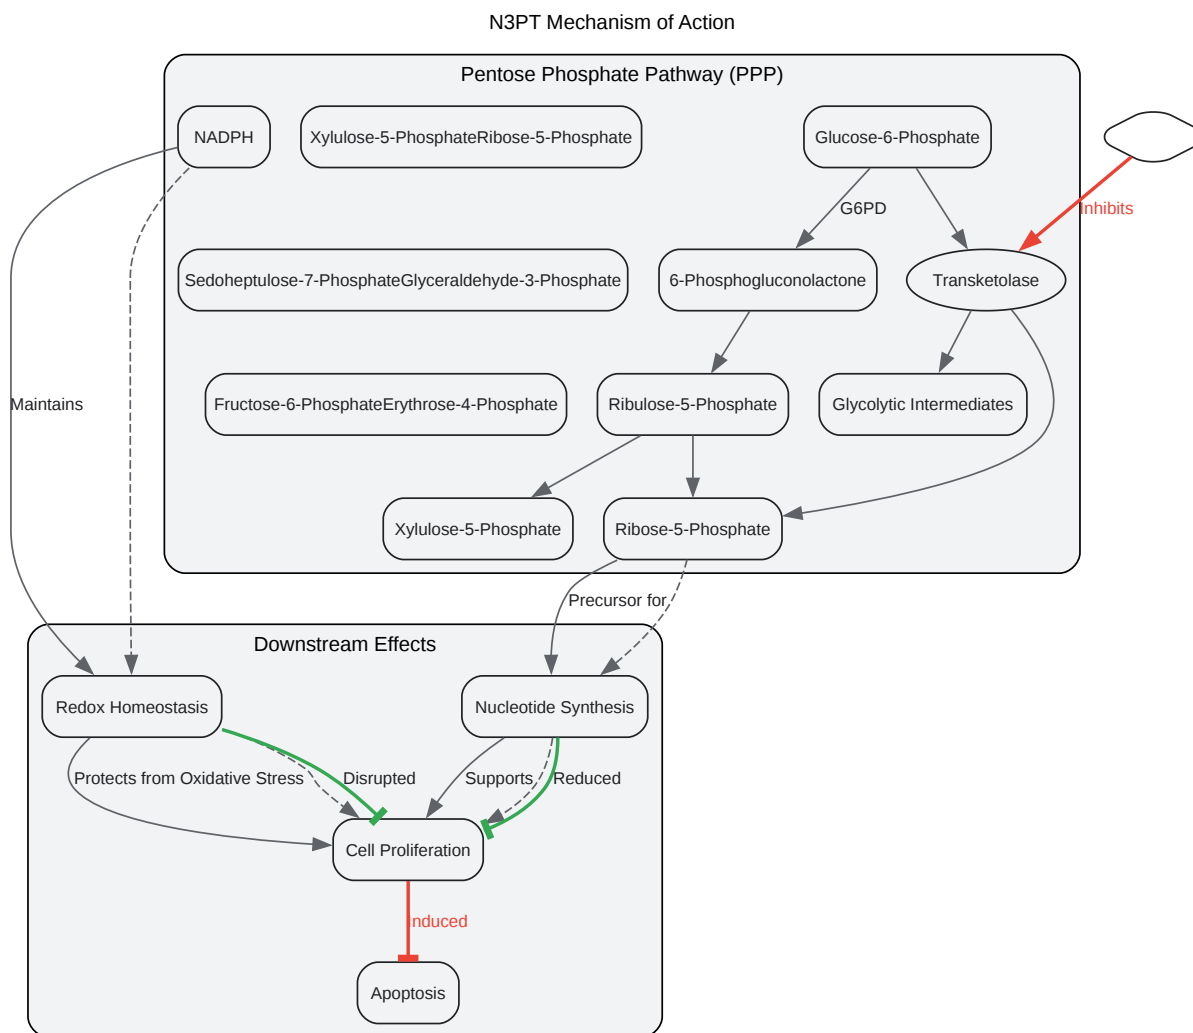 N3PT Mechanism of Action
Pentose Phosphate Pathway (PPP)
NADPH
Xylulose-5-PhosphateRibose-5-Phosphate
Glucose-6-Phosphate
G6PD
Inhibits
Sedoheptulose-7-PhosphateGlyceraldehyde-3-Phosphate
6-Phosphogluconolactone
Transketolase
Maintains
Fructose-6-PhosphateErythrose-4-Phosphate
Ribulose-5-Phosphate
Glycolytic Intermediates
Xylulose-5-Phosphate
Ribose-5-Phosphate
Precursor for
Downstream Effects
Redox Homeostasis
Nucleotide Synthesis
Protects from Oxidative Stress
Disrupted
Supports
Reduced
Cell Proliferation
Induced
Apoptosis